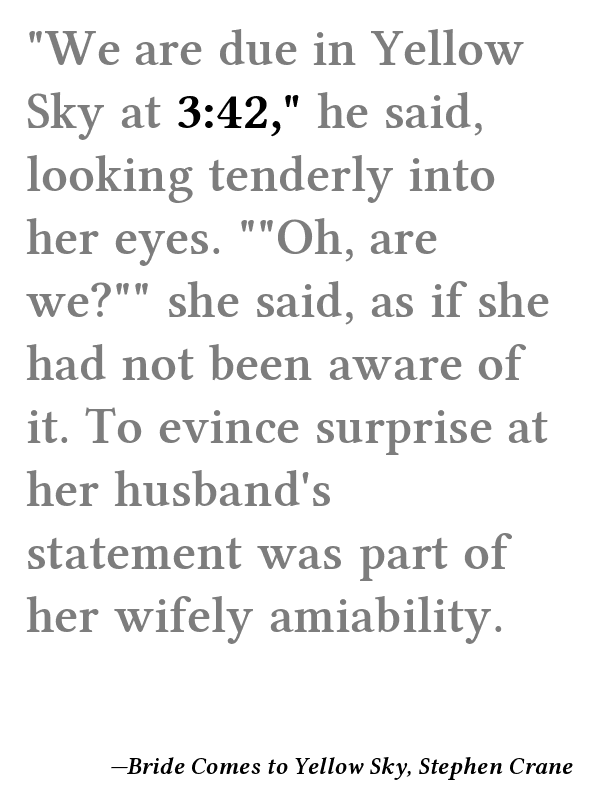 "We are due in Yellow
Sky at 3:42," he said,
looking tenderly into
her eyes. ""Oh, are
we?"" she said, as if she
had not been aware of
it. To evince surprise at
her husband's
statement was part of
her wifely amiability.
—Bride Comes to Yellow Sky, Stephen Crane